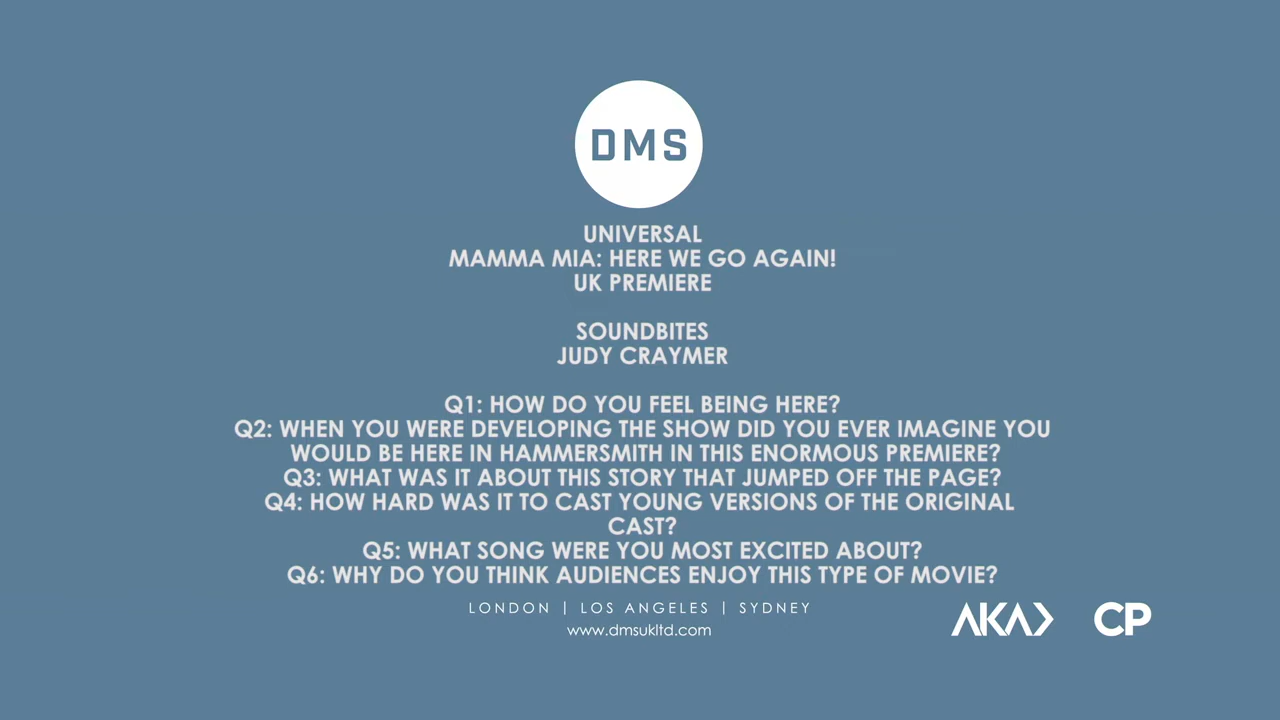 DMS
UNIVERSAL
MAMMA MIA: HERE WE GO AGAIN!
UK PREMIERE
SOUNDBITES
JUDY CRAYMER
Q1: HOW DO YOU FEEL BEING HERE?
Q2: WHEN YOU WERE DEVELOPING THE SHOW DID YOU EVER IMAGINE YOU
WOULD BE HERE IN HAMMERSMITH IN THIS ENORMOUS PREMIERE?
Q3: WHAT WAS IT ABOUT THIS STORY THAT JUMPED OFF THE PAGE?
Q4: HOW HARD WAS IT TO CAST YOUNG VERSIONS OF THE ORIGINAL
CAST?
Q5: WHAT SONG WERE YOU MOST EXCITED ABOUT?
Q6: WHY DO YOU THINK AUDIENCES ENJOY THIS TYPE OF MOVIE?
LONDON | LOS ANGELES | SYDNEY
www.dmsukltd.com
AKA CP